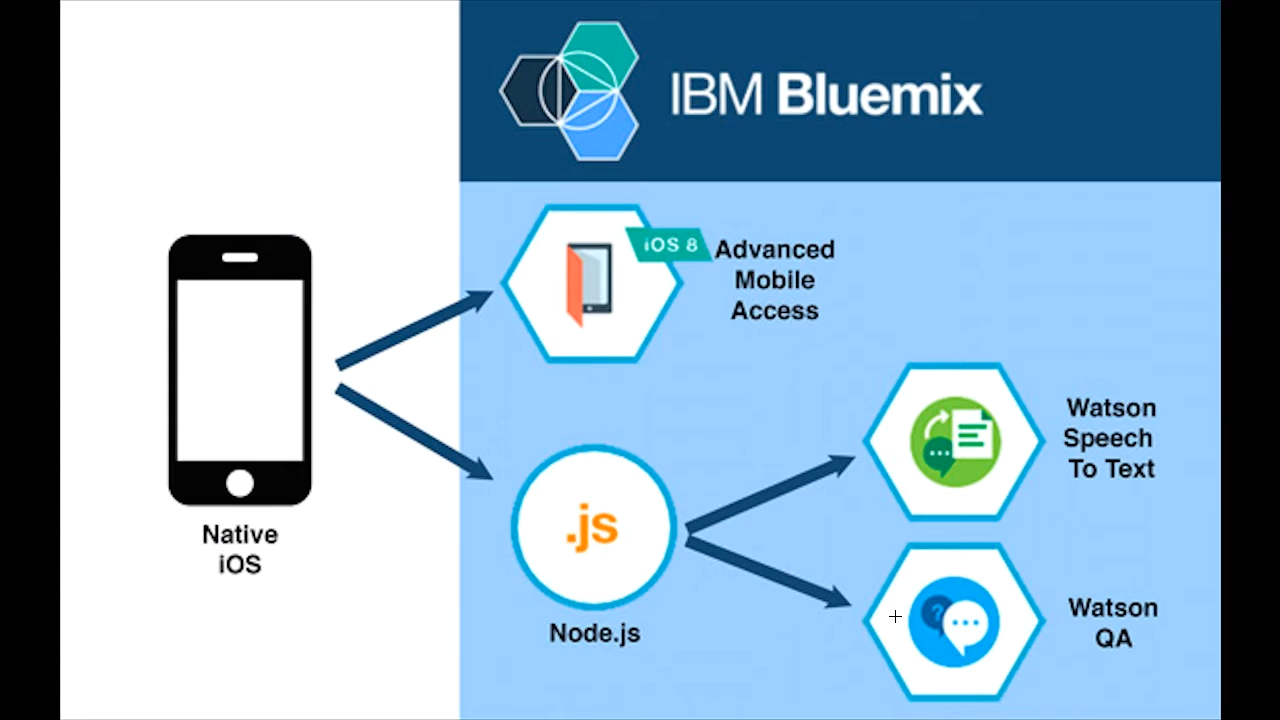 IBM Bluemix
iOS 8
Advanced
Mobile
Access
Native
iOS
.js
Node.js
Watson
Speech
To Text
?
Watson
QA